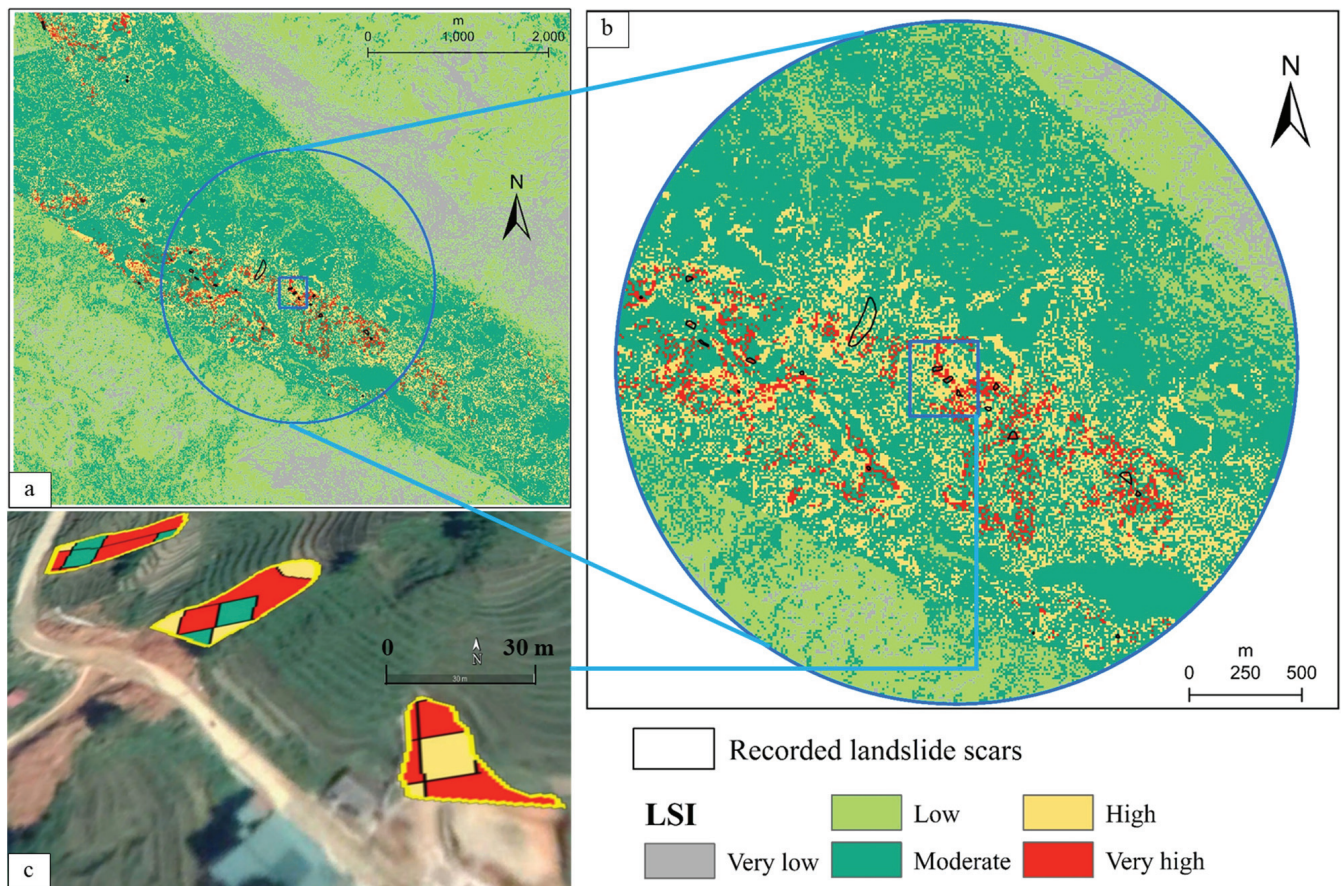 m
0 1,000 2,000
N
a
b
N
m
0 250 500
0 30 m
N
30 m
c
Recorded landslide scars
LSI
Low
High
Very low
Moderate
Very high